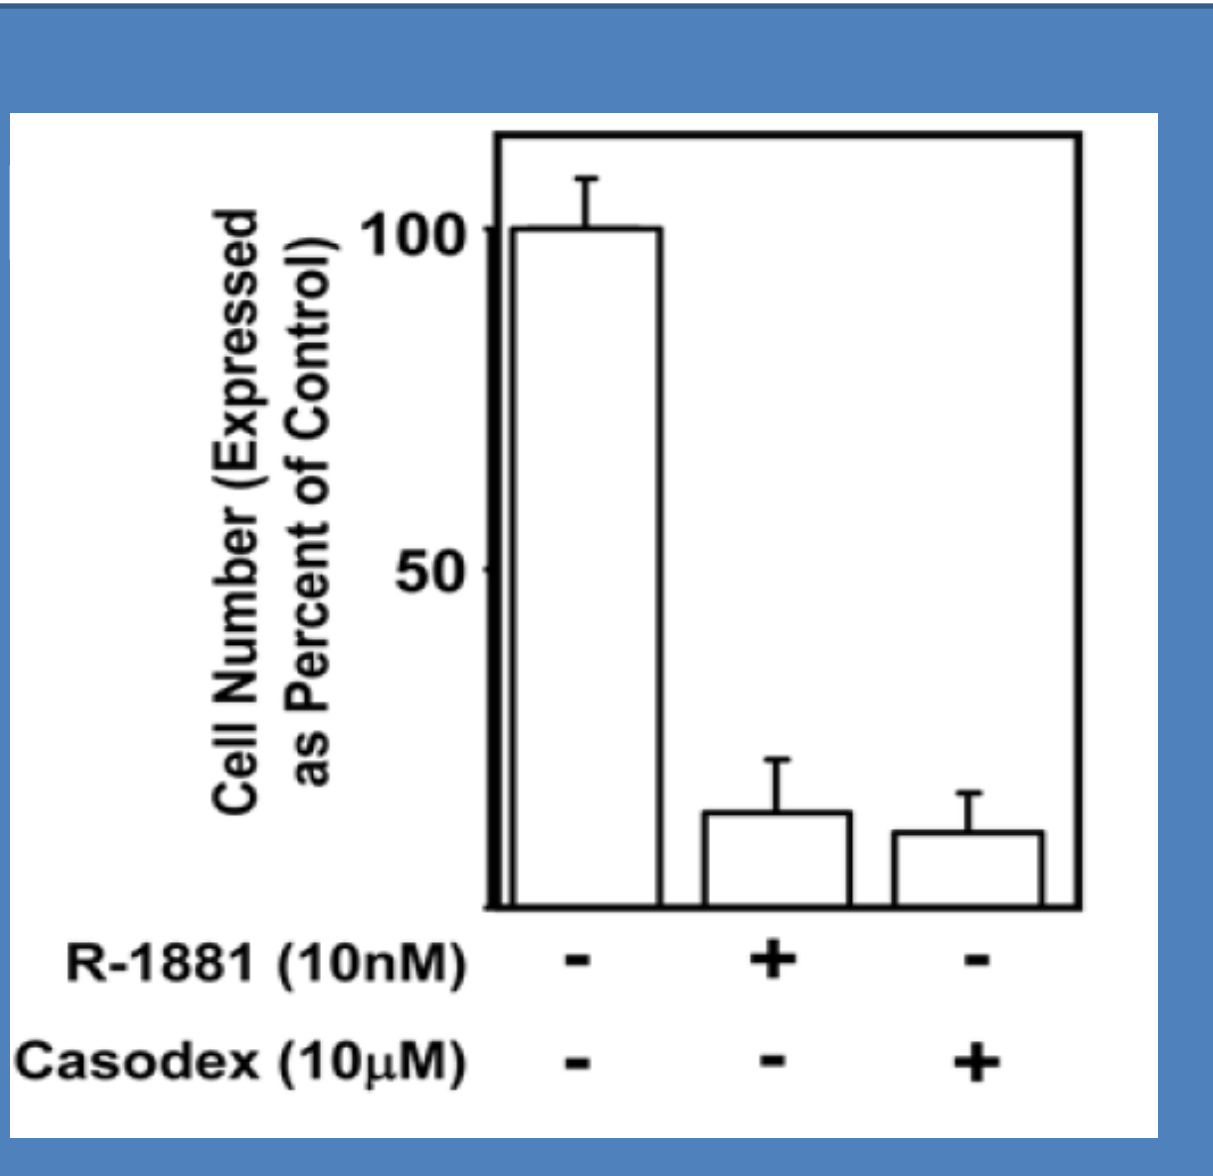 Cell Number (Expressed
as Percent of Control)
100
50
R-1881 (10nM) - + -
Casodex (10μM) - - +